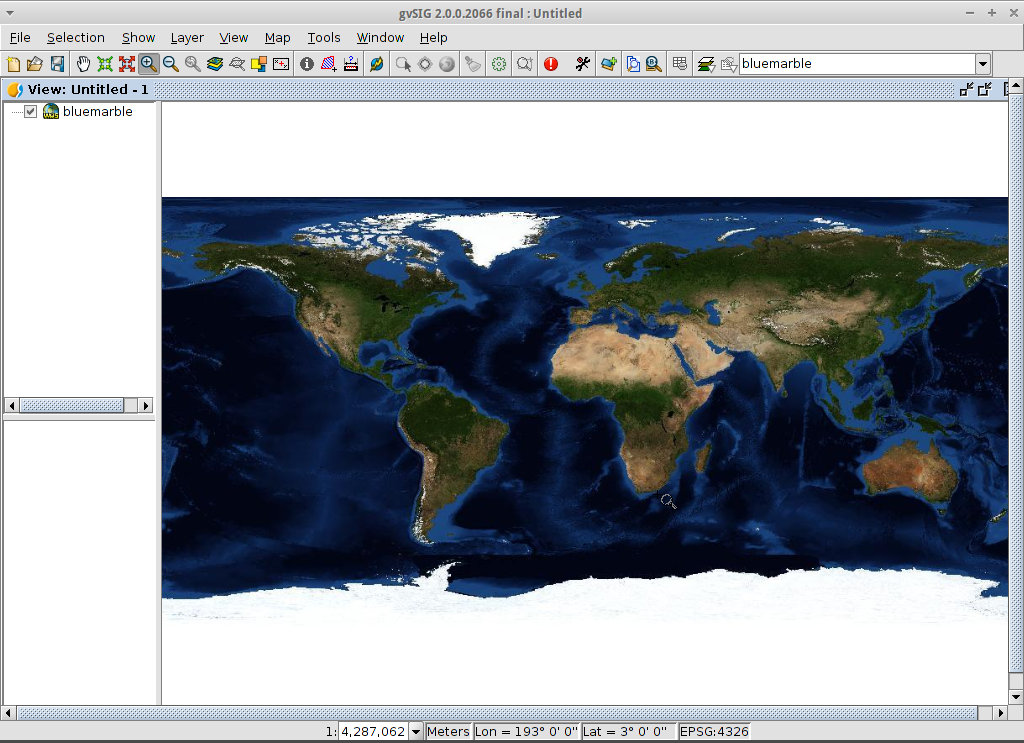 gvSIG 2.0.0.2066 final : Untitled
File Selection Show Layer View Map Tools Window Help
bluemarble
View: Untitled - 1
bluemarble
1: 4,287,062 Meters Lon = 193° 0' 0" Lat = 3° 0' 0" EPSG:4326